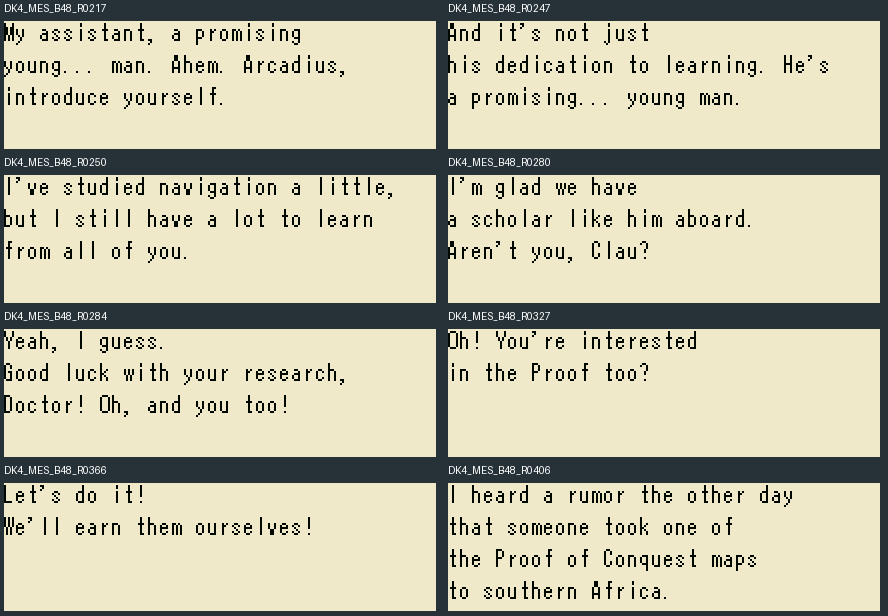 DK4_MES_B48_R0217
My assistant, a promising
young... man. Ahem. Arcadius,
introduce yourself.
DK4_MES_B48_R0247
And it's not just
his dedication to learning. He's
a promising... young man.
DK4_MES_B48_R0250
I've studied navigation a little,
but I still have a lot to learn
from all of you.
DK4_MES_B48_R0280
I'm glad we have
a scholar like him aboard.
Aren't you, Clau?
DK4_MES_B48_R0284
Yeah, I guess.
Good luck with your research,
Doctor! Oh, and you too!
DK4_MES_B48_R0327
Oh! You're interested
in the Proof too?
DK4_MES_B48_R0366
Let's do it!
We'll earn them ourselves!
DK4_MES_B48_R0406
I heard a rumor the other day
that someone took one of
the Proof of Conquest maps
to southern Africa.